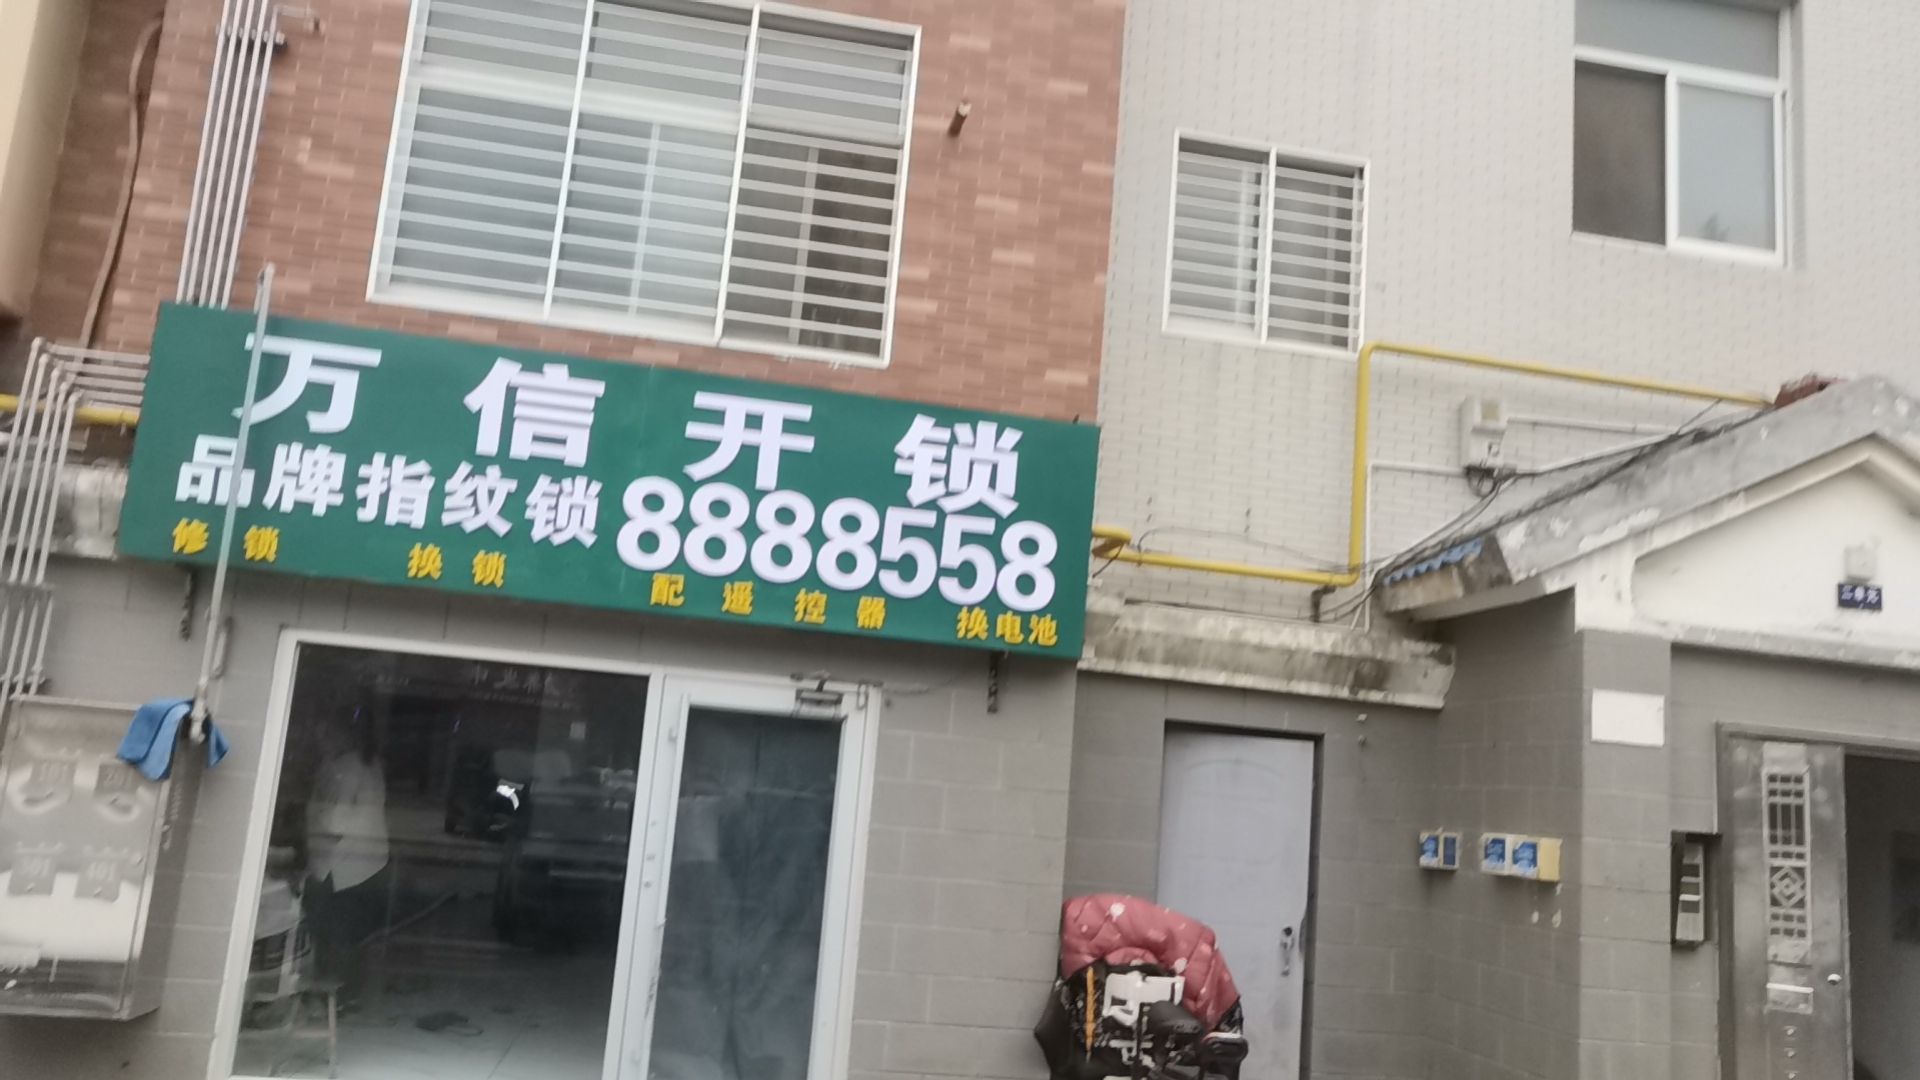 万信开锁
品牌指纹锁 8888558
修锁 换锁 配遥控器 换电池